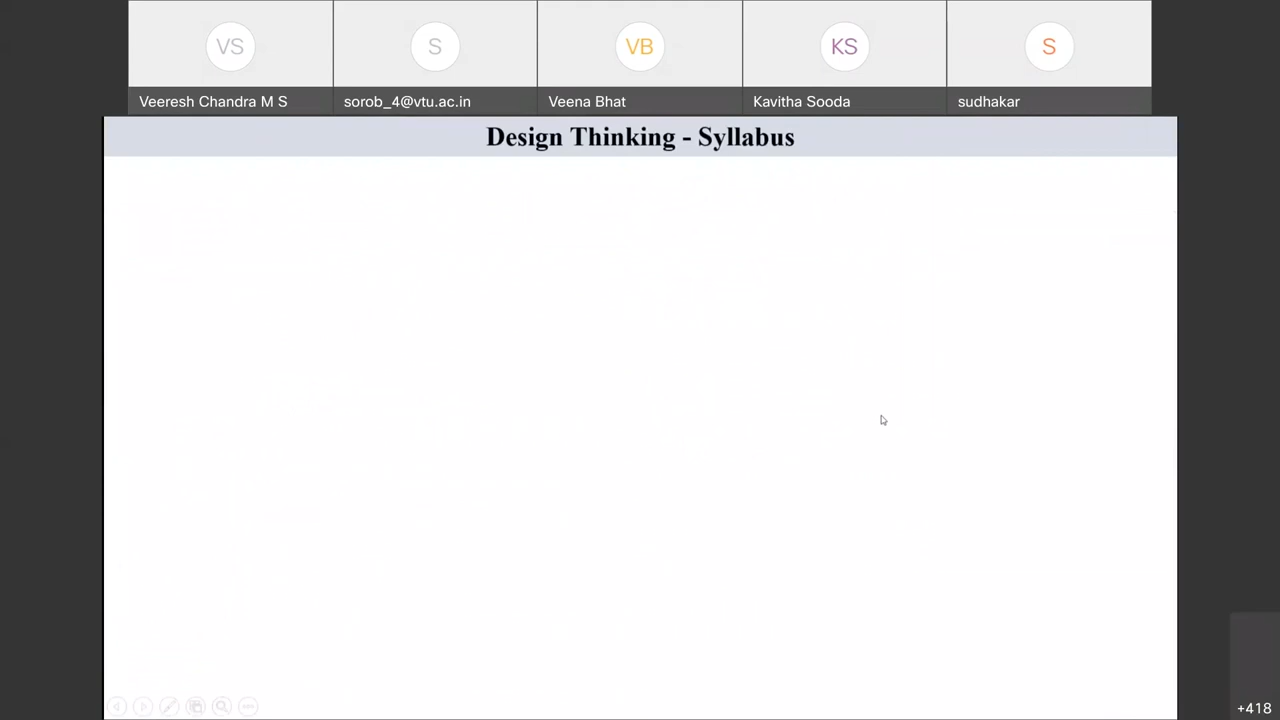 VS
S
VB
KS
S
Veeresh Chandra M S
sorob_4@vtu.ac.in
Veena Bhat
Kavitha Sooda
sudhakar
Design Thinking - Syllabus
+418